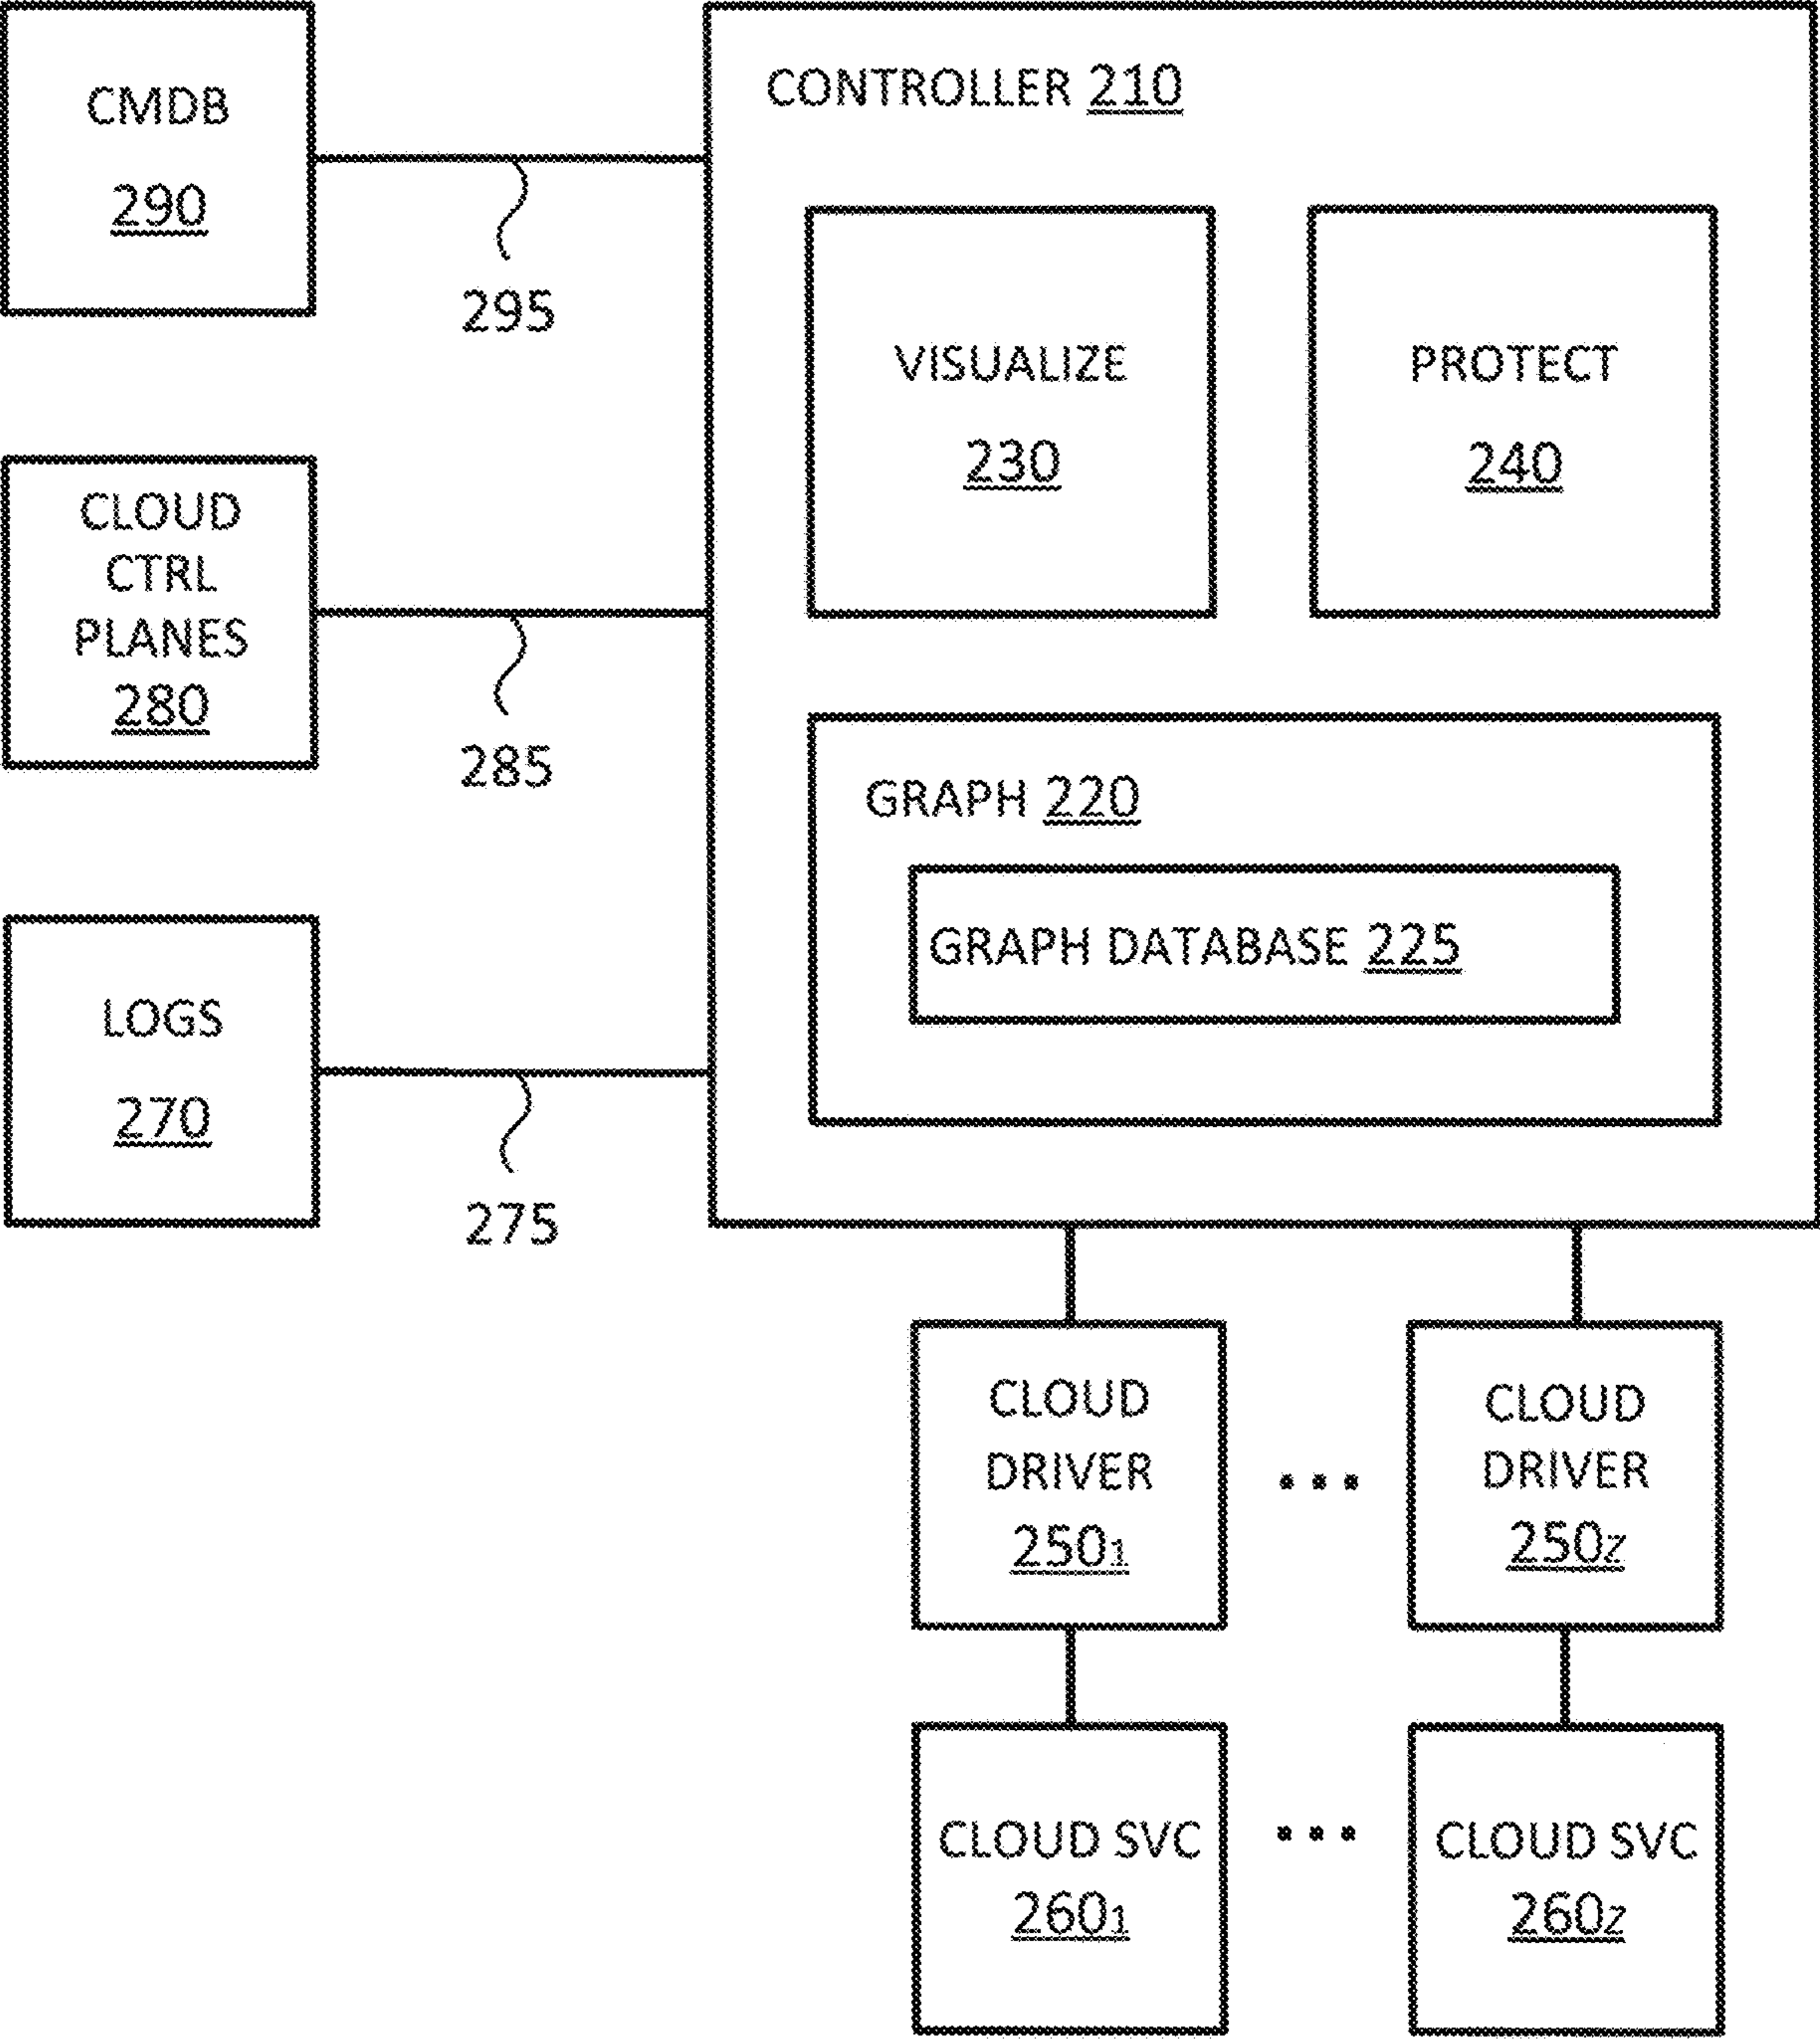 CMDB
290
295
CLOUD
CTRL
PLANES
280
285
LOGS
270
275
CONTROLLER 210
VISUALIZE
230
PROTECT
240
GRAPH 220
GRAPH DATABASE 225
CLOUD
DRIVER
250₁
...
CLOUD
DRIVER
250Z
CLOUD SVC
260₁
...
CLOUD SVC
260Z